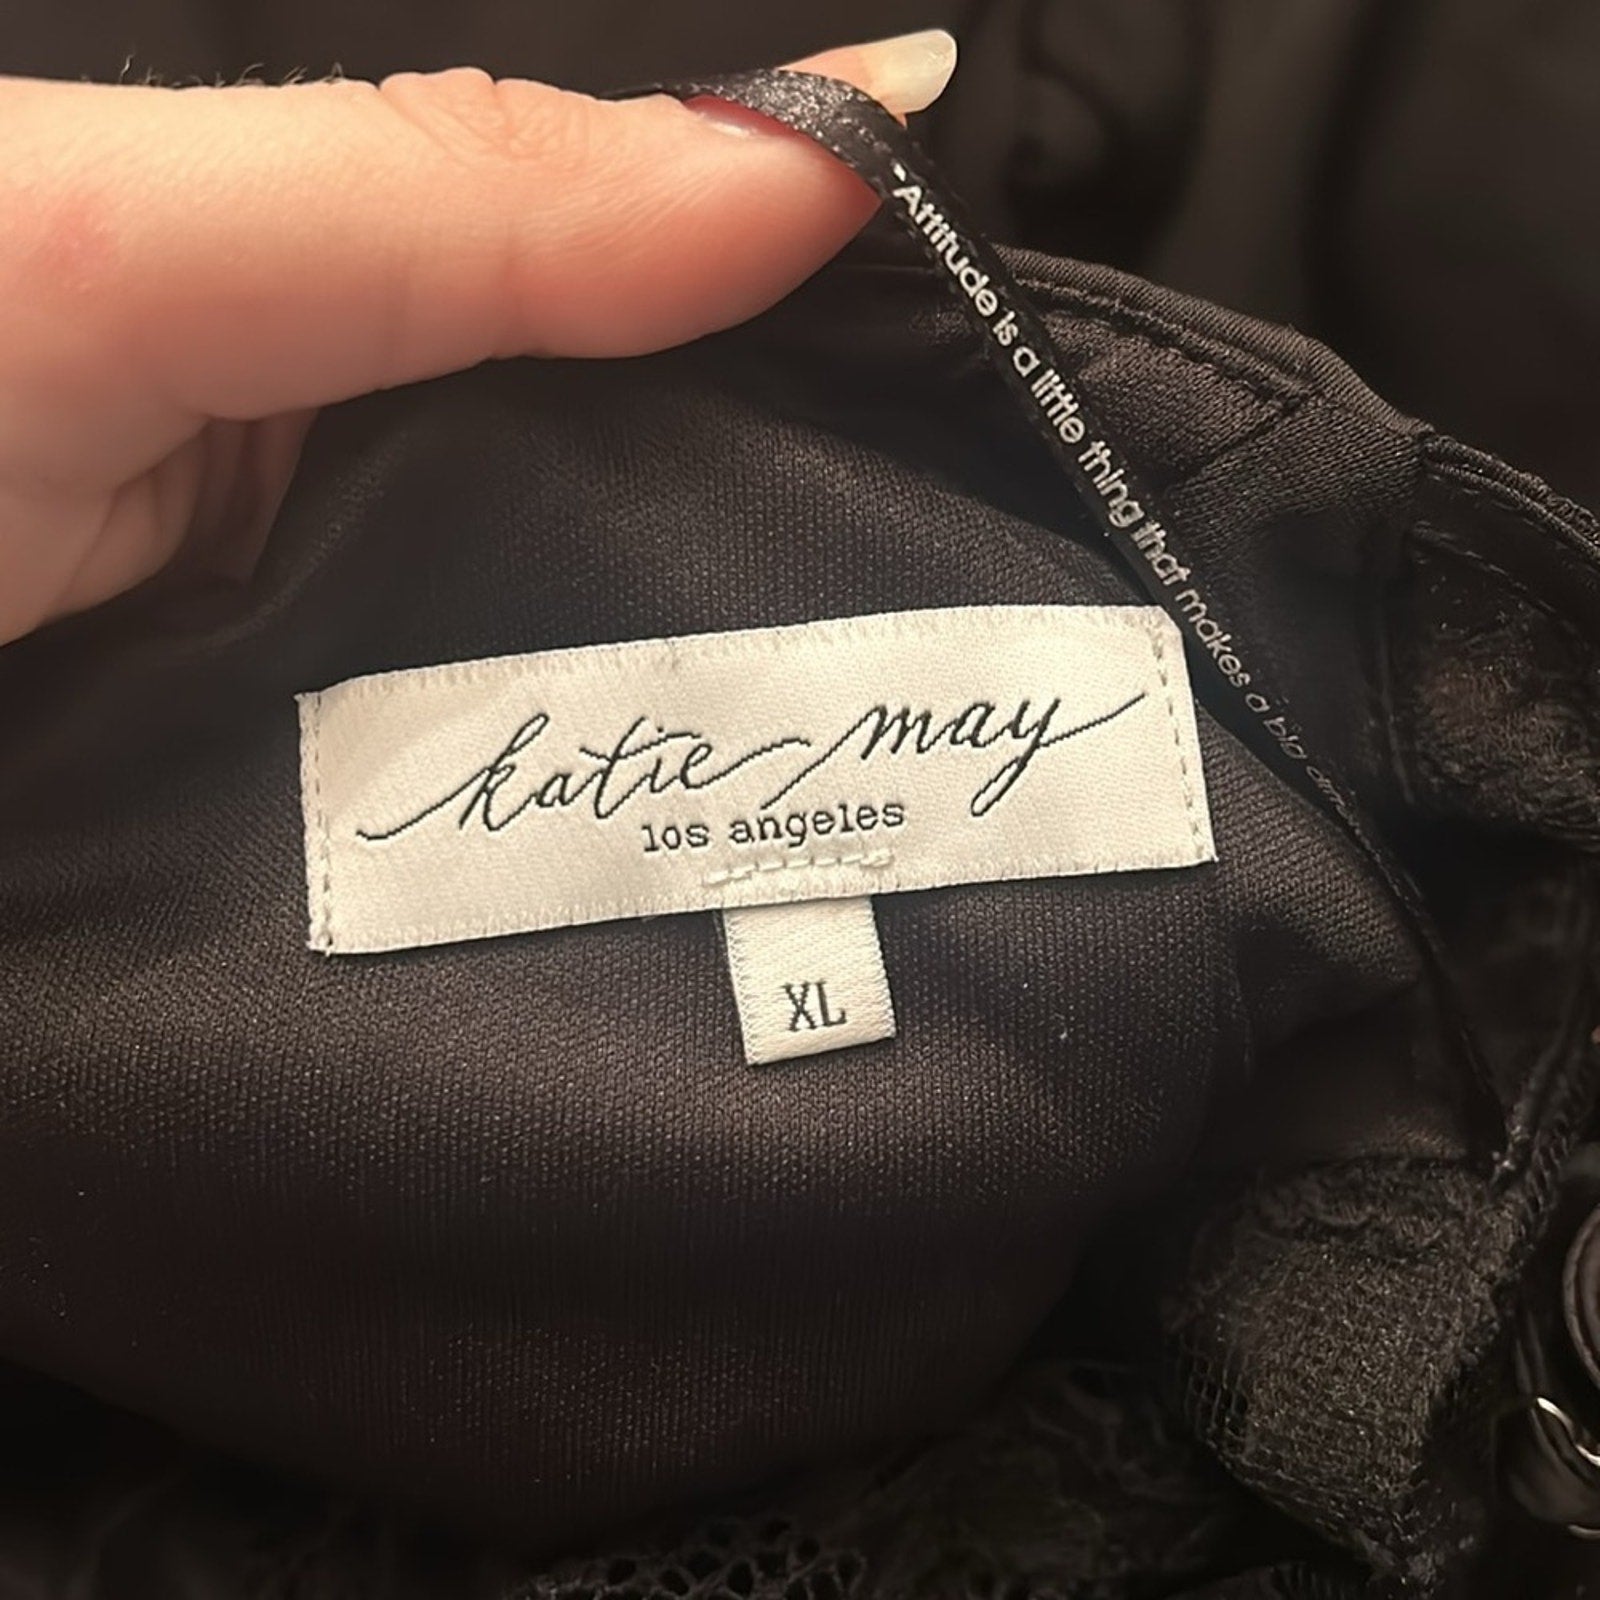 -Attitude is a little thing that makes a big
katie may
los angeles
XL